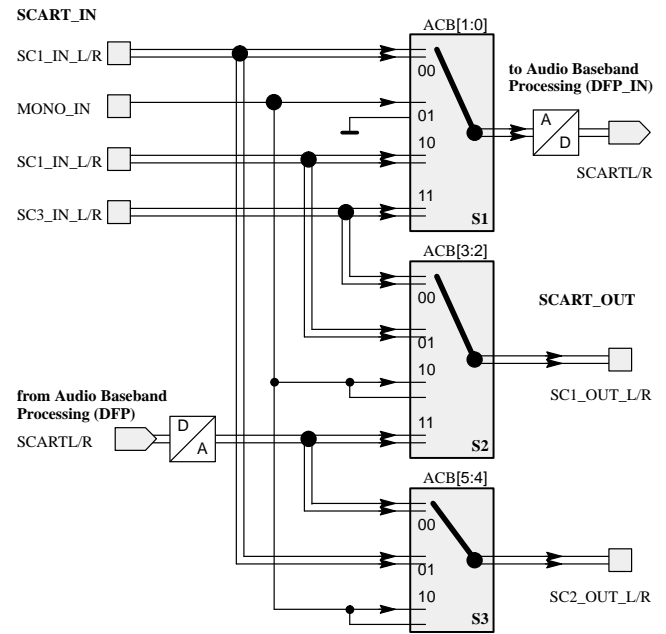 SCART_IN
ACB[1:0]
SC1_IN_L/R
00
to Audio Baseband
Processing (DFP_IN)
MONO_IN
01
A
D
10
SC1_IN_L/R
SCARTL/R
11
SC3_IN_L/R
S1
ACB[3:2]
00
SCART_OUT
01
10
SC1_OUT_L/R
from Audio Baseband
Processing (DFP)
11
SCARTL/R
D
A
S2
ACB[5:4]
00
01
10
SC2_OUT_L/R
S3